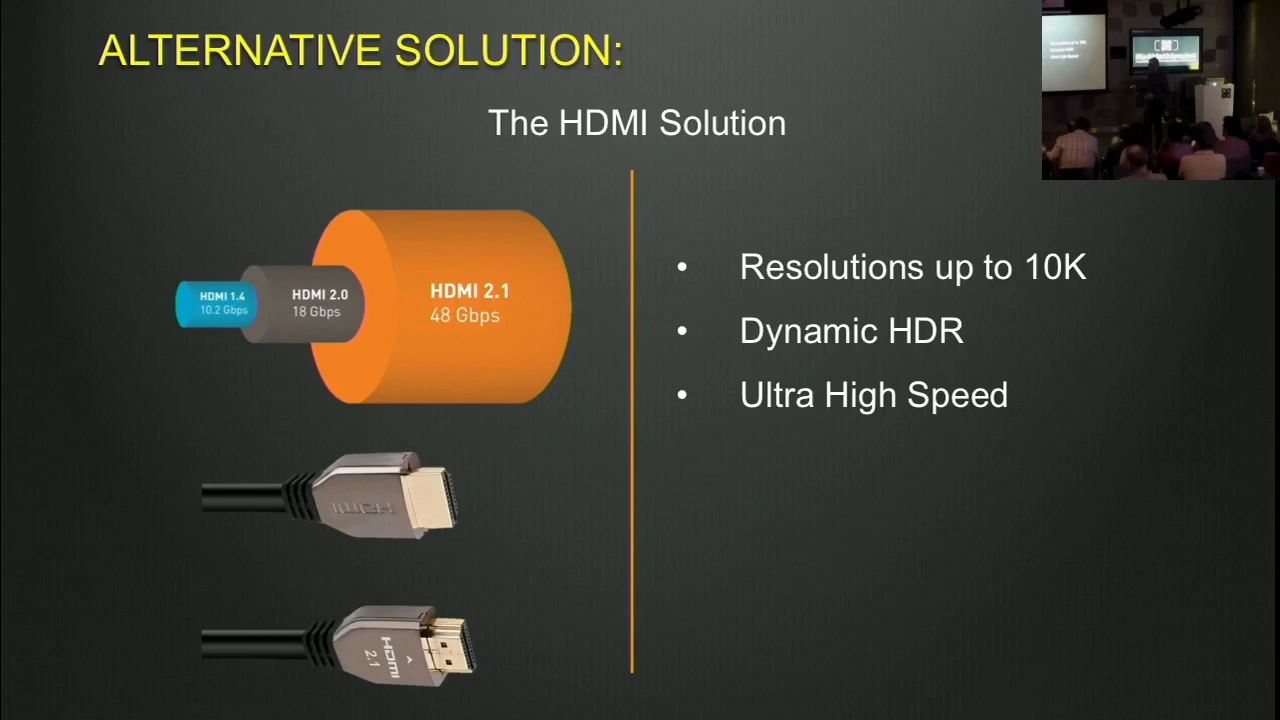 ALTERNATIVE SOLUTION:
The HDMI Solution
HDMI 1.4
10.2 Gbps
HDMI 2.0
18 Gbps
HDMI 2.1
48 Gbps
• Resolutions up to 10K
• Dynamic HDR
• Ultra High Speed
HDMI
HDMI
2.1